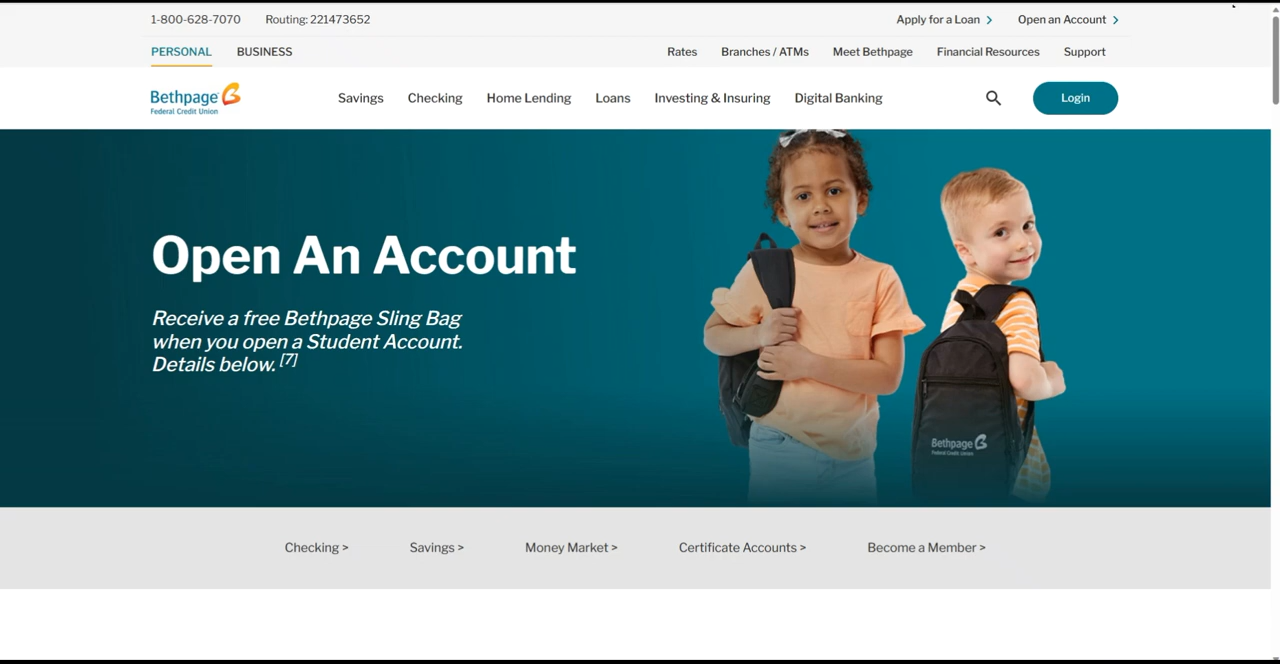 1-800-628-7070 Routing: 221473652 Apply for a Loan > Open an Account >
PERSONAL BUSINESS Rates Branches / ATMs Meet Bethpage Financial Resources Support
Bethpage
Federal Credit Union
Savings Checking Home Lending Loans Investing & Insuring Digital Banking Login
Open An Account
Receive a free Bethpage Sling Bag
when you open a Student Account.
Details below. [7]
Bethpage
Federal Credit Union
Checking > Savings > Money Market > Certificate Accounts > Become a Member >